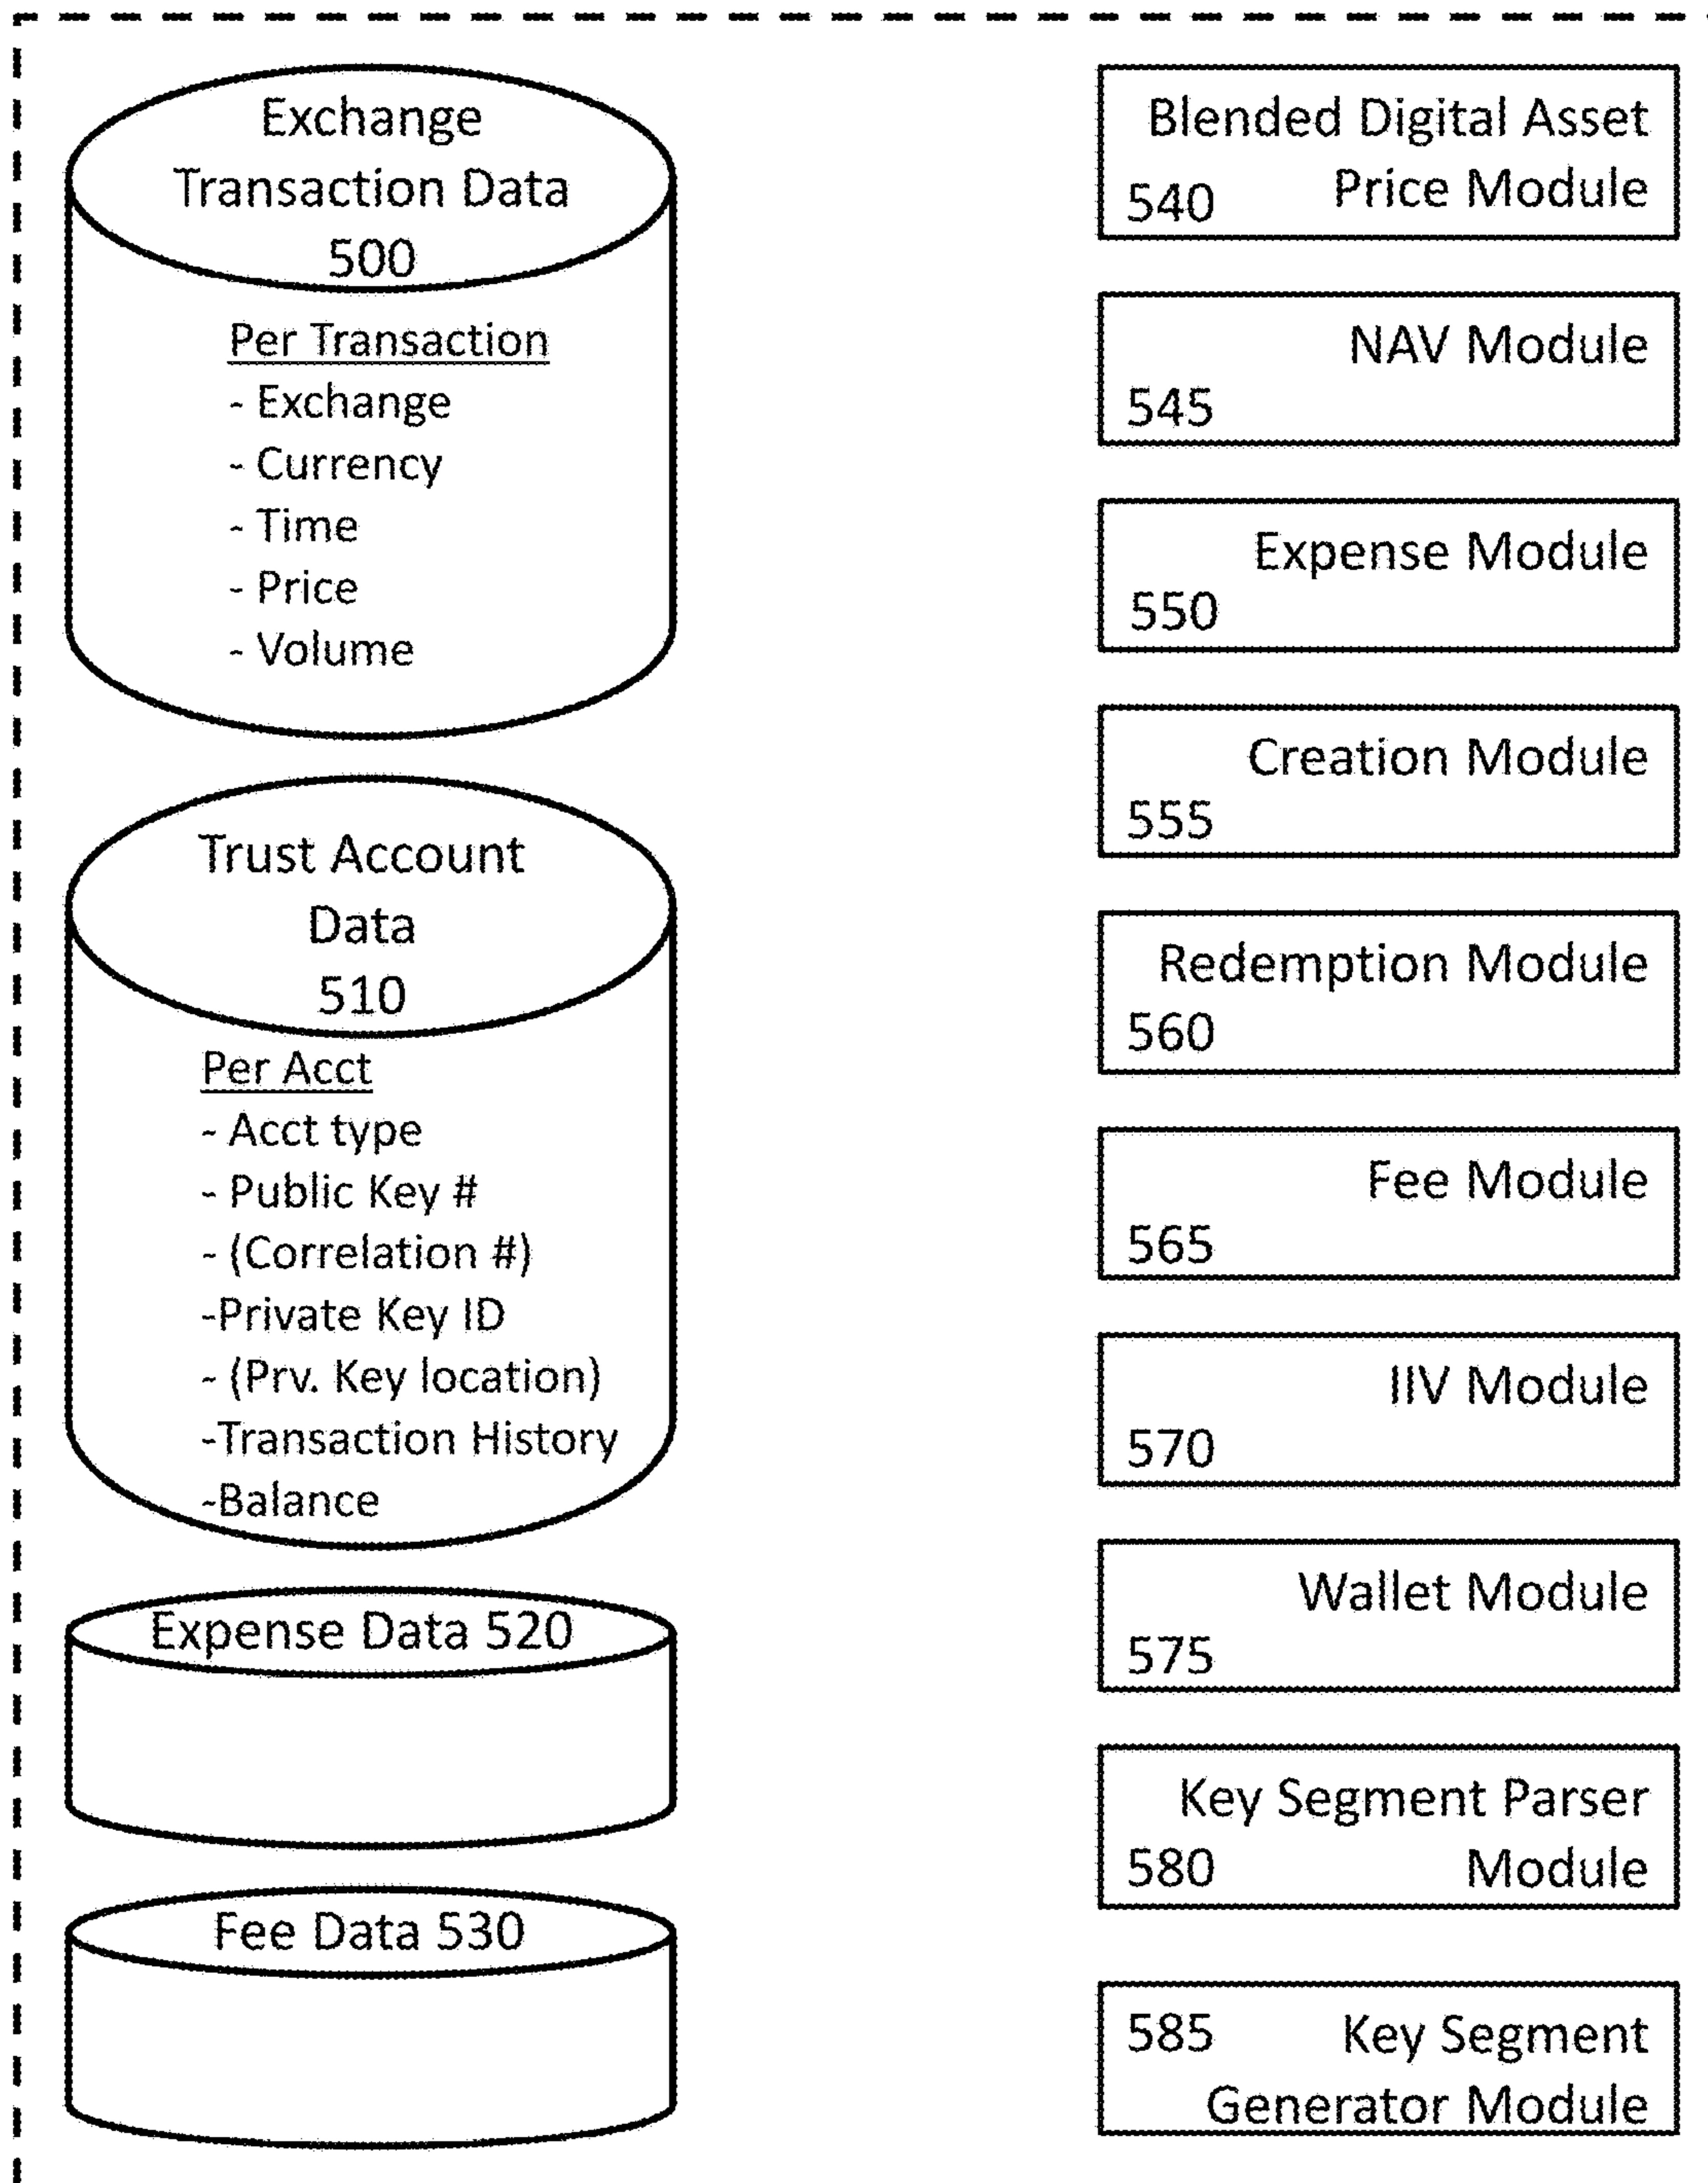 Exchange
Transaction Data
500
Per Transaction
- Exchange
- Currency
- Time
- Price
- Volume
Trust Account
Data
510
Per Acct
- Acct type
- Public Key #
- (Correlation #)
-Private Key ID
- (Prv. Key location)
-Transaction History
-Balance
Expense Data 520
Fee Data 530
Blended Digital Asset
540 Price Module
NAV Module
545
Expense Module
550
Creation Module
555
Redemption Module
560
Fee Module
565
IIV Module
570
Wallet Module
575
Key Segment Parser
580 Module
585 Key Segment
Generator Module